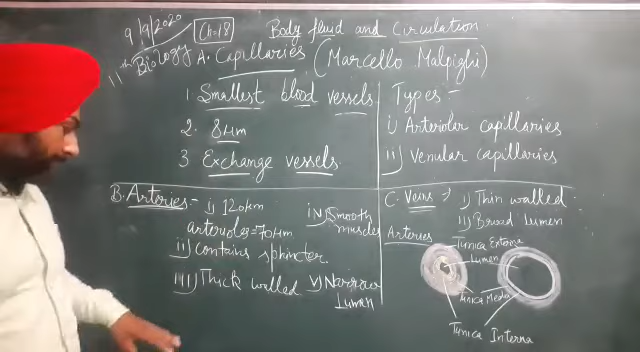 9/9/2020
Ch:18
Body fluid and Circulation
11th Biology
A. Capillaries (Marcello Malpighi)
1. Smallest blood vessels
2. 8μm
3 Exchange vessels.
Types -
i) Arteriolar capillaries
ii) Venular capillaries
B. Arteries - i) 120μm
arterioles = 70μm
ii) Contains sphincter.
iii) Thick walled
iv) Smooth
muscles
v) Narrow
Lumen
C. Veins → i) Thin walled
ii) Broad Lumen
Arteries
Tunica Externa
Lumen
Tunica Media
Tunica Interna